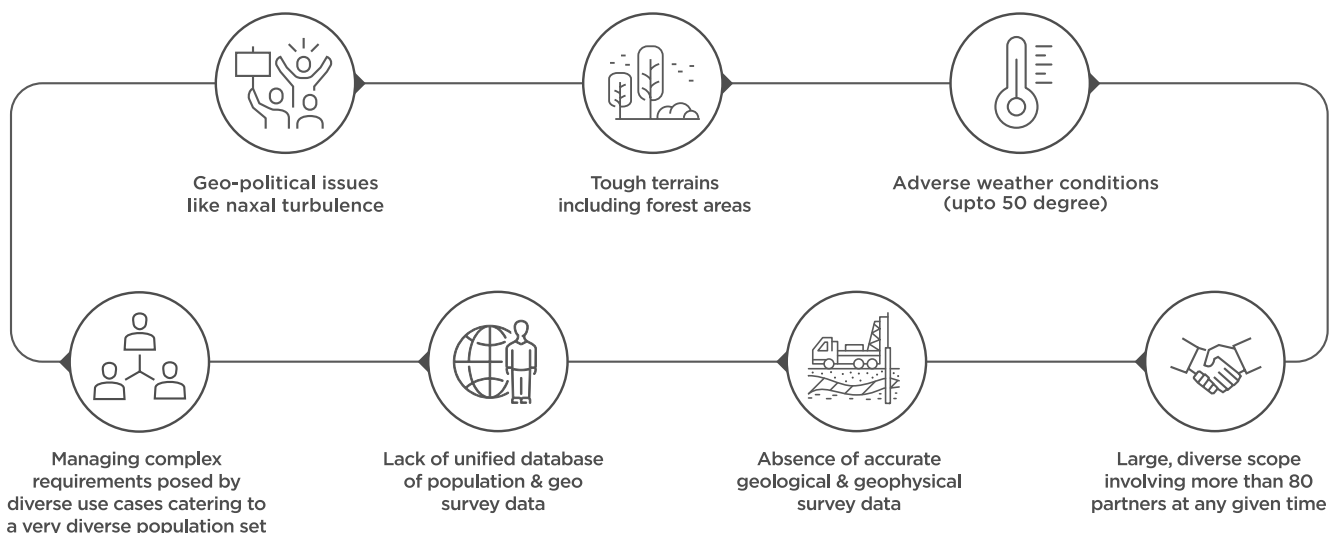 Geo-political issues
like naxal turbulence
Tough terrains
including forest areas
Adverse weather conditions
(upto 50 degree)
Managing complex
requirements posed by
diverse use cases catering to
a very diverse population set
Lack of unified database
of population & geo
survey data
Absence of accurate
geological & geophysical
survey data
Large, diverse scope
involving more than 80
partners at any given time